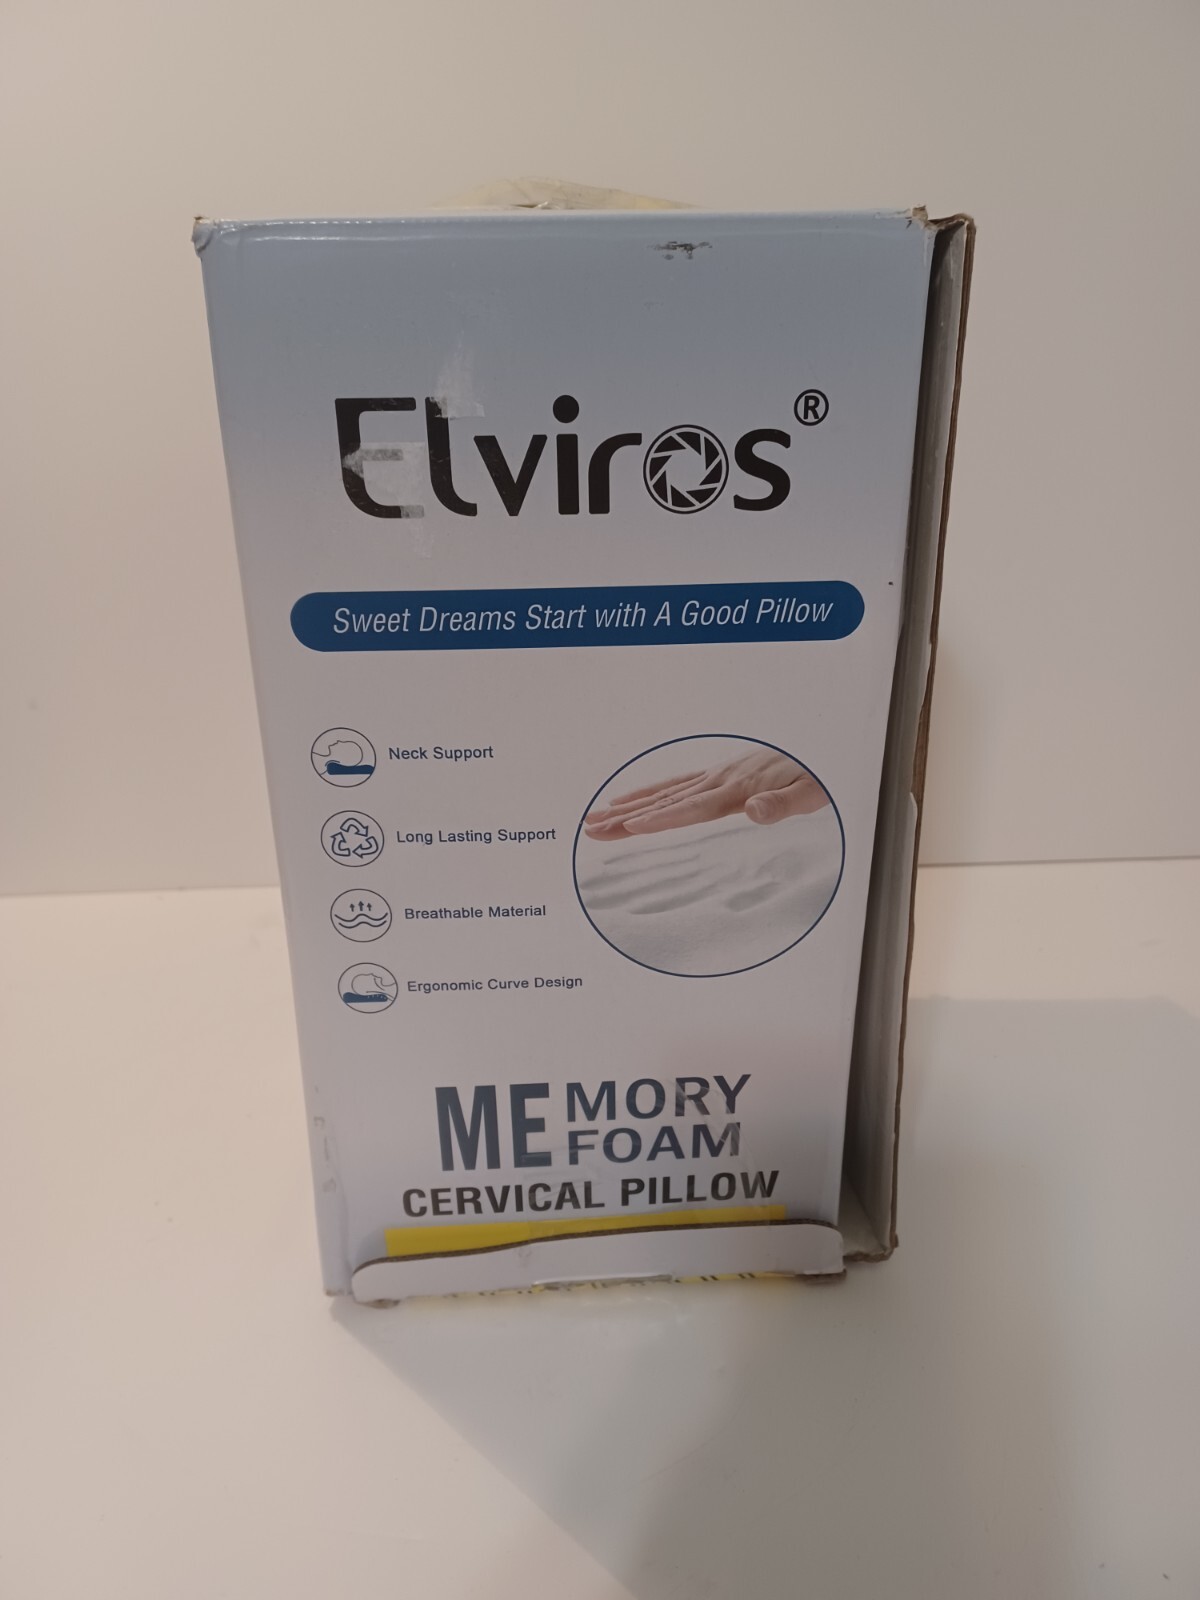 Elviros®
Sweet Dreams Start with A Good Pillow
Neck Support
Long Lasting Support
Breathable Material
Ergonomic Curve Design
MEMORY
FOAM
CERVICAL PILLOW